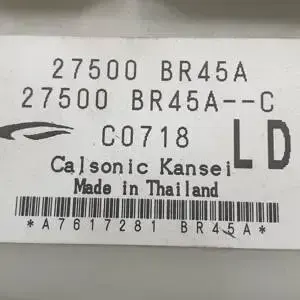 27500 BR45A
27500 BR45A--C
C0718 LD
Calsonic Kansei
Made in Thailand
*A7617281 BR45A*